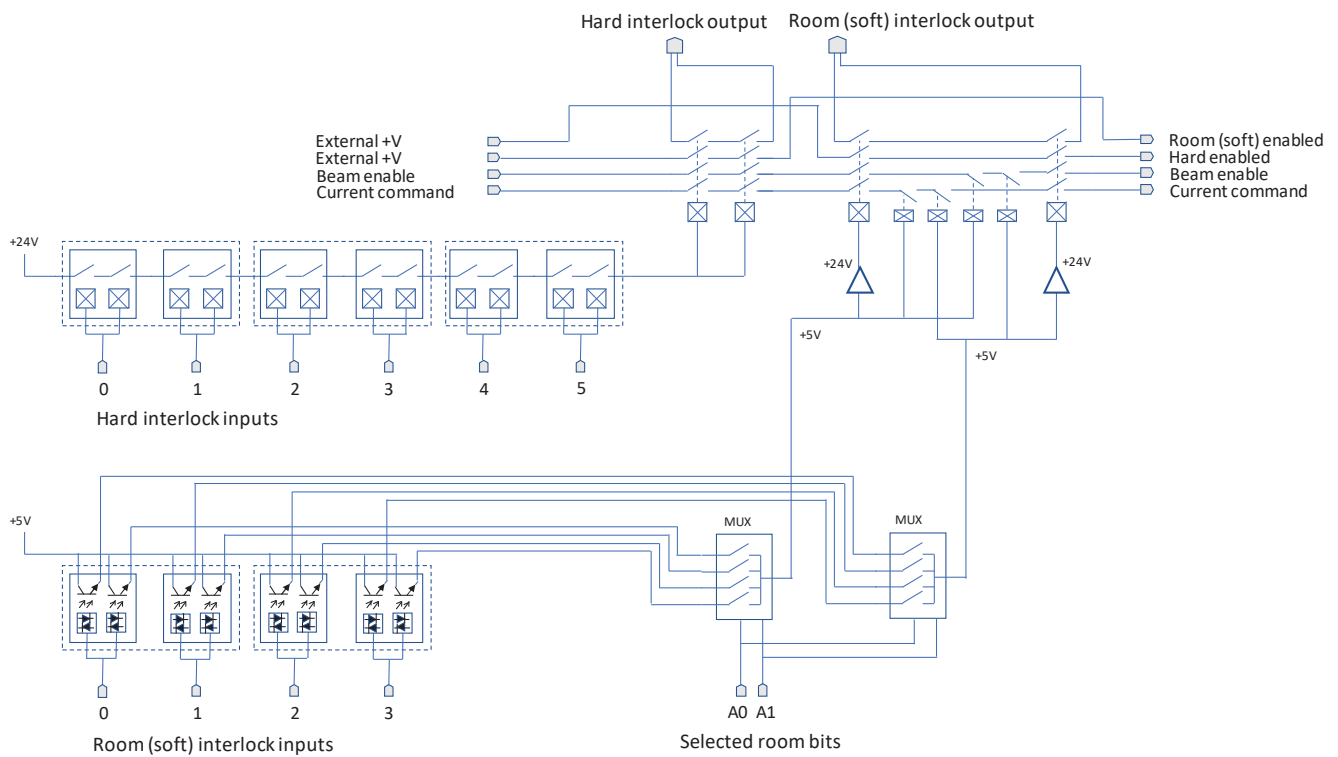 Hard interlock output
Room (soft) interlock output
External +V
External +V
Beam enable
Current command
Room (soft) enabled
Hard enabled
Beam enable
Current command
+24V
+24V
+24V
+5V
+5V
0
1
2
3
4
5
Hard interlock inputs
+5V
MUX
MUX
0
1
2
3
A0
A1
Room (soft) interlock inputs
Selected room bits